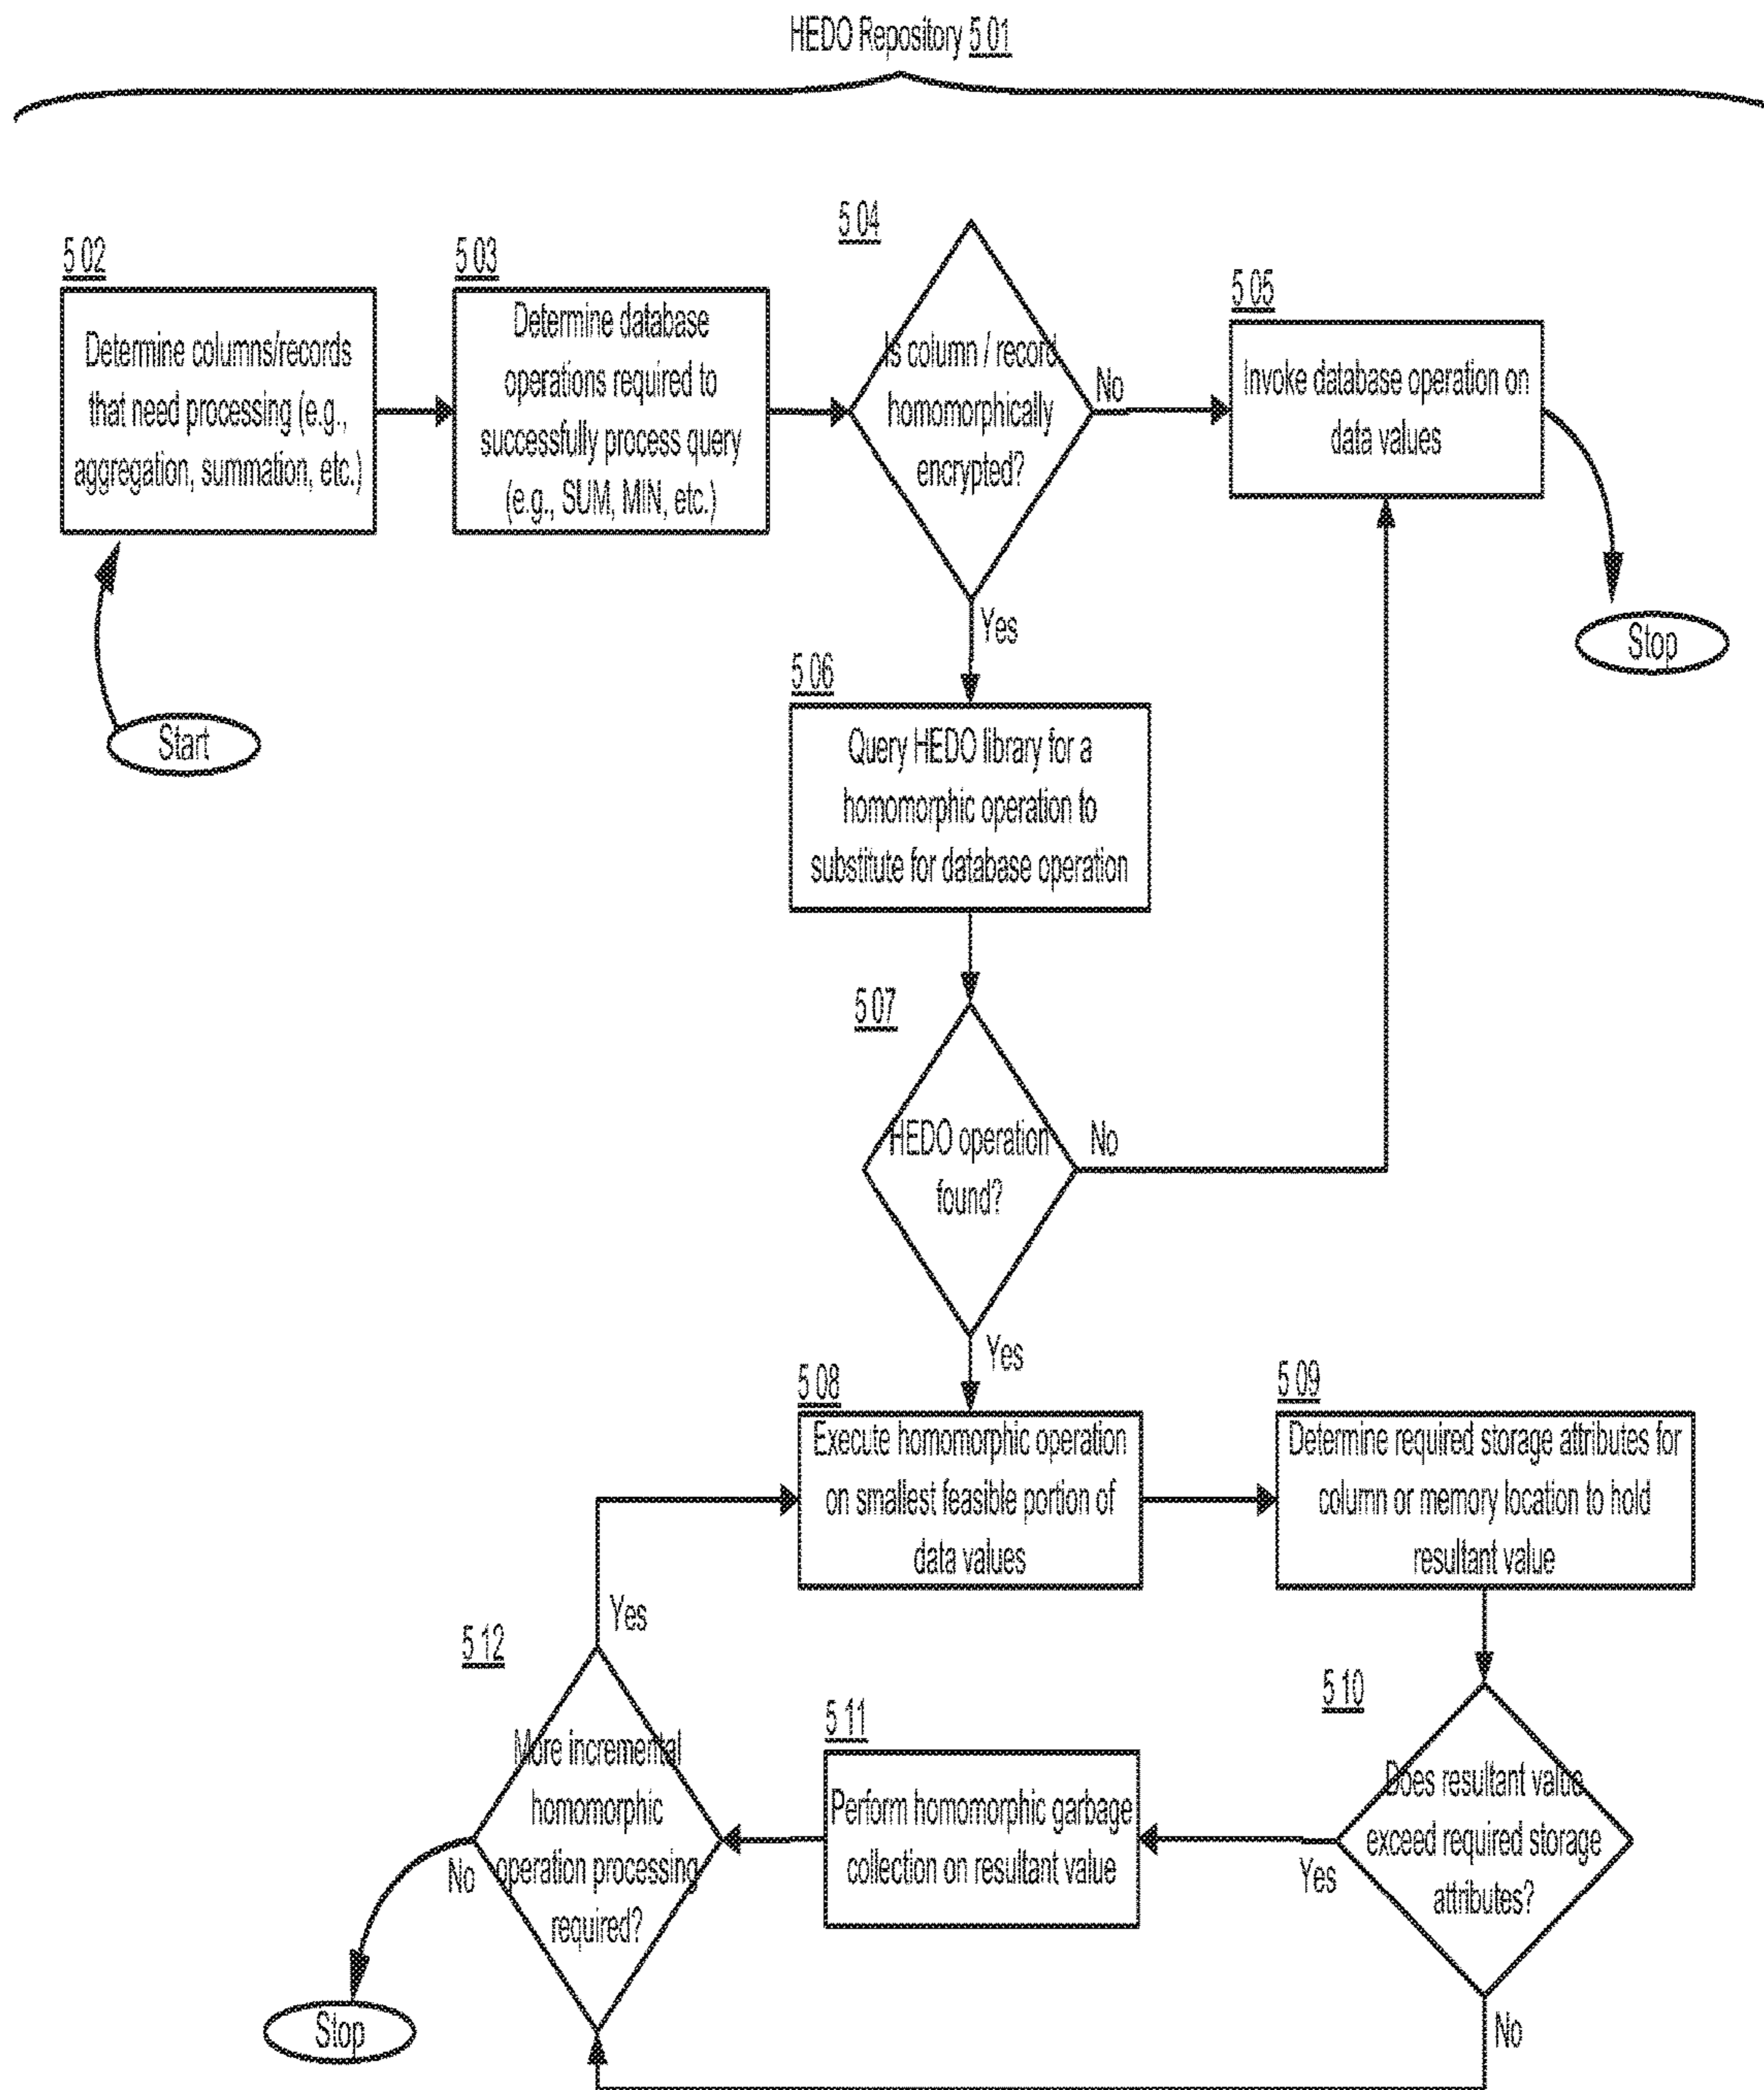 HEDO Repository 5 01
5 02
Determine columns/records
that need processing (e.g.,
aggregation, summation, etc.)
5 03
Determine database
operations required to
successfully process query
(e.g., SUM, MIN, etc.)
5 04
Is column / record
homomorphically
encrypted?
No
Yes
5 05
Invoke database operation on
data values
Stop
Start
5 06
Query HEDO library for a
homomorphic operation to
substitute for database operation
5 07
HEDO operation
found?
No
Yes
5 08
Execute homomorphic operation
on smallest feasible portion of
data values
5 09
Determine required storage attributes for
column or memory location to hold
resultant value
5 10
Does resultant value
exceed required storage
attributes?
Yes
No
5 11
Perform homomorphic garbage
collection on resultant value
5 12
More incremental
homomorphic
operation processing
required?
Yes
No
Stop